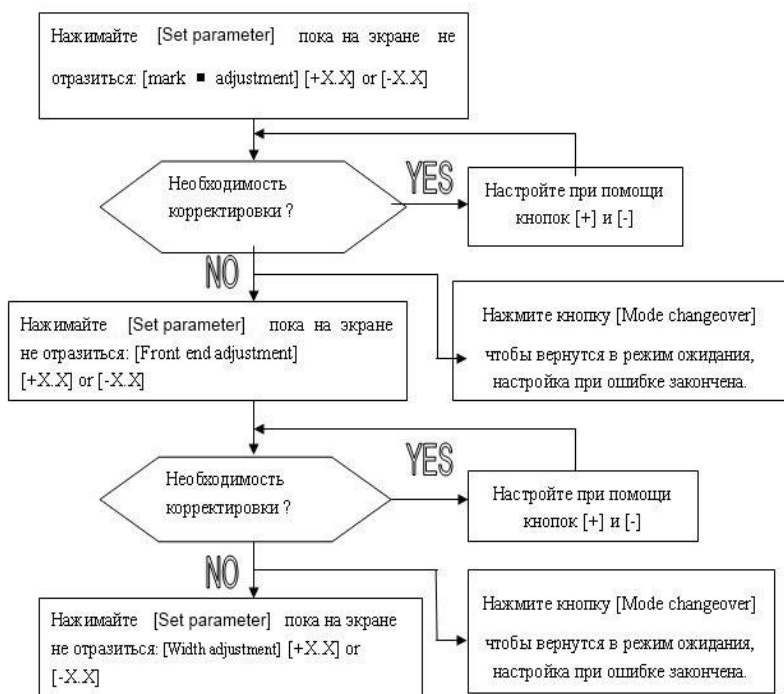 Нажимайте [Set parameter] пока на экране не
отразиться: [mark ■ adjustment] [+X.X] or [-X.X]
Необходимость
корректировки ?
YES
Настройте при помощи
кнопок [+] и [-]
NO
Нажимайте [Set parameter] пока на экране
не отразиться: [Front end adjustment]
[+X.X] or [-X.X]
Нажмите кнопку [Mode changeover]
чтобы вернутся в режим ожидания,
настройка при ошибке закончена.
Необходимость
корректировки ?
YES
Настройте при помощи
кнопок [+] и [-]
NO
Нажимайте [Set parameter] пока на экране
не отразиться: [Width adjustment] [+X.X] or
[-X.X]
Нажмите кнопку [Mode changeover]
чтобы вернутся в режим ожидания,
настройка при ошибке закончена.